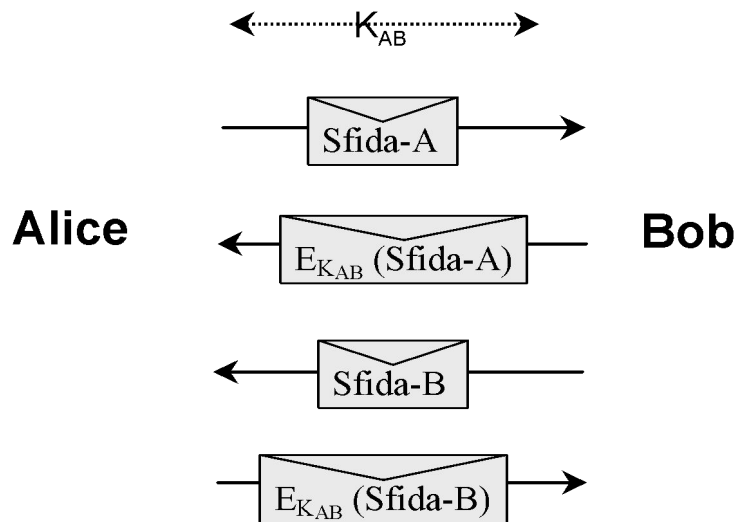 K_AB
Sfida-A
Alice
Bob
E_K_AB (Sfida-A)
Sfida-B
E_K_AB (Sfida-B)